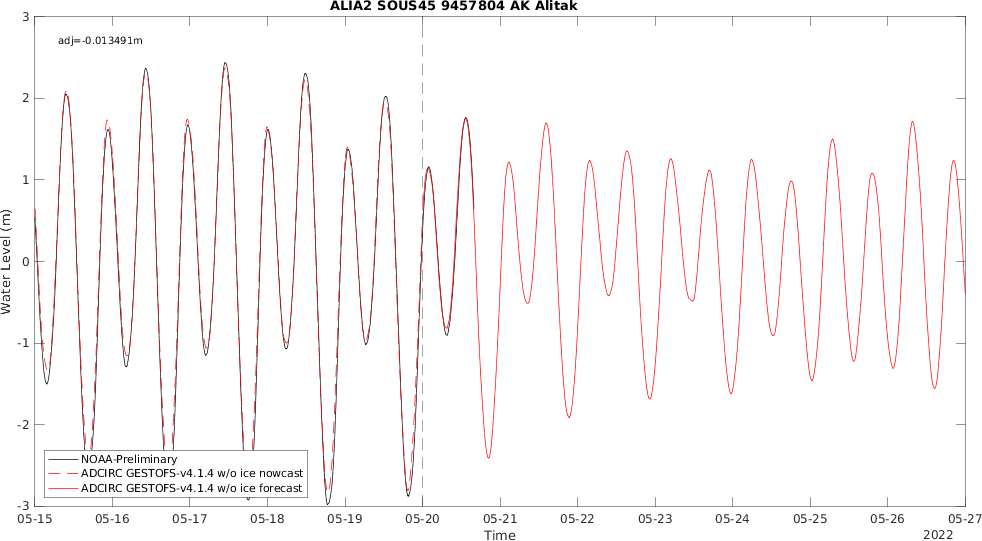 ALIA2 SOUS45 9457804 AK Alitak
adj=-0.013491m
3
2
1
0
-1
-2
-3
Water Level (m)
NOAA-Preliminary
ADCIRC GESTOFS-v4.1.4 w/o ice nowcast
ADCIRC GESTOFS-v4.1.4 w/o ice forecast
05-15 05-16 05-17 05-18 05-19 05-20 05-21 05-22 05-23 05-24 05-25 05-26 05-27
Time
2022